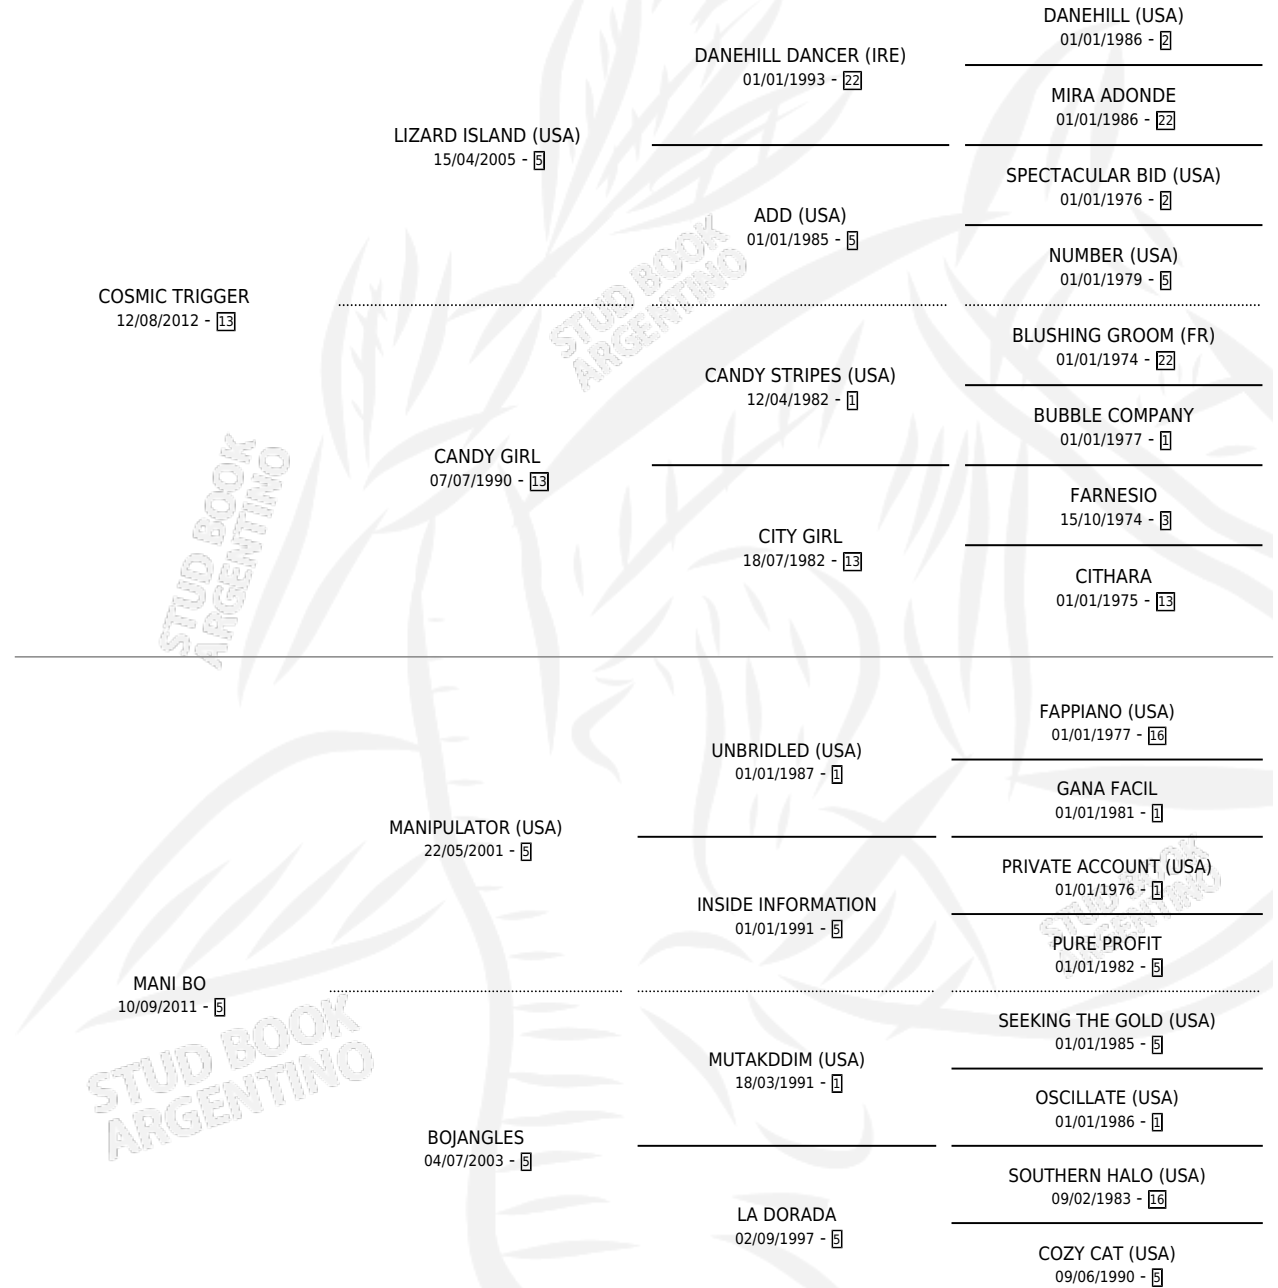 DANEHILL (USA)
01/01/1986 - 2
DANEHILL DANCER (IRE)
01/01/1993 - 22
MIRA ADONDE
01/01/1986 - 22
LIZARD ISLAND (USA)
15/04/2005 - 5
SPECTACULAR BID (USA)
01/01/1976 - 2
ADD (USA)
01/01/1985 - 5
NUMBER (USA)
01/01/1979 - 5
COSMIC TRIGGER
12/08/2012 - 13
BLUSHING GROOM (FR)
01/01/1974 - 22
CANDY STRIPES (USA)
12/04/1982 - 1
BUBBLE COMPANY
01/01/1977 - 1
CANDY GIRL
07/07/1990 - 13
FARNESIO
15/10/1974 - 3
CITY GIRL
18/07/1982 - 13
CITHARA
01/01/1975 - 13
STUD BOOK
ARGENTINO
STUD BOOK
ARGENTINO
FAPPIANO (USA)
01/01/1977 - 16
UNBRIDLED (USA)
01/01/1987 - 1
GANA FACIL
01/01/1981 - 1
MANIPULATOR (USA)
22/05/2001 - 5
PRIVATE ACCOUNT (USA)
01/01/1976 - 1
INSIDE INFORMATION
01/01/1991 - 5
PURE PROFIT
01/01/1982 - 5
MANI BO
10/09/2011 - 5
SEEKING THE GOLD (USA)
01/01/1985 - 5
MUTAKDDIM (USA)
18/03/1991 - 1
OSCILLATE (USA)
01/01/1986 - 1
BOJANGLES
04/07/2003 - 5
SOUTHERN HALO (USA)
09/02/1983 - 16
LA DORADA
02/09/1997 - 5
COZY CAT (USA)
09/06/1990 - 5
STUD BOOK
ARGENTINO
STUD BOOK
ARGENTINO